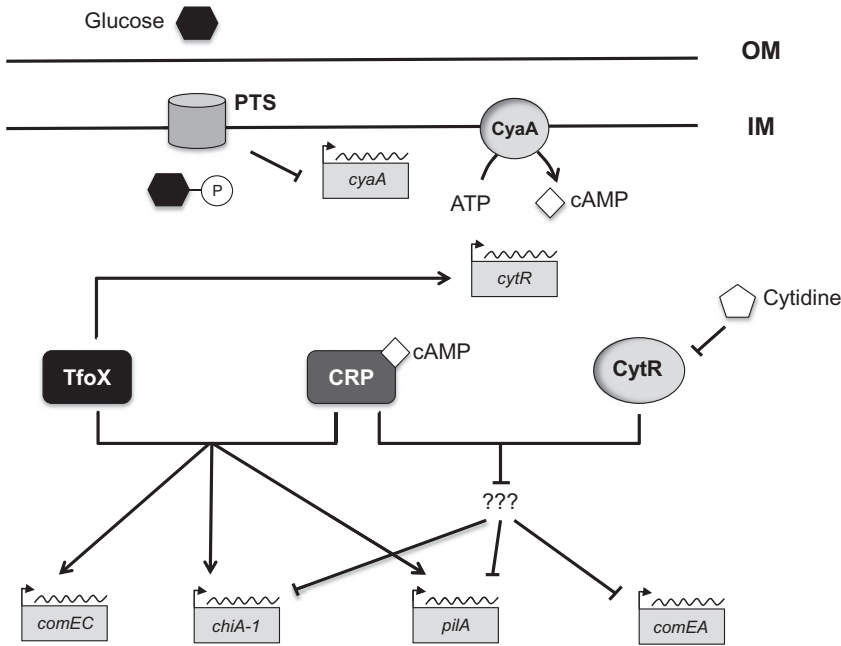 Glucose
OM
PTS
CyaA
IM
cyaA
P
ATP
cAMP
cytR
Cytidine
cAMP
TfoX
CRP
CytR
???
comEC
chiA-1
pilA
comEA